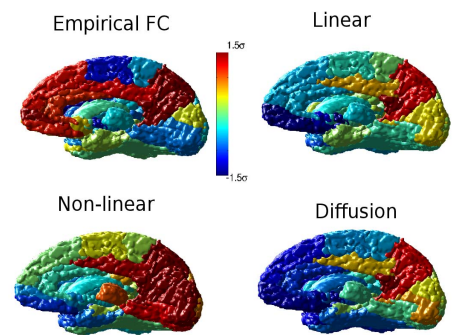 Empirical FC
Linear
1.5σ
-1.5σ
Non-linear
Diffusion